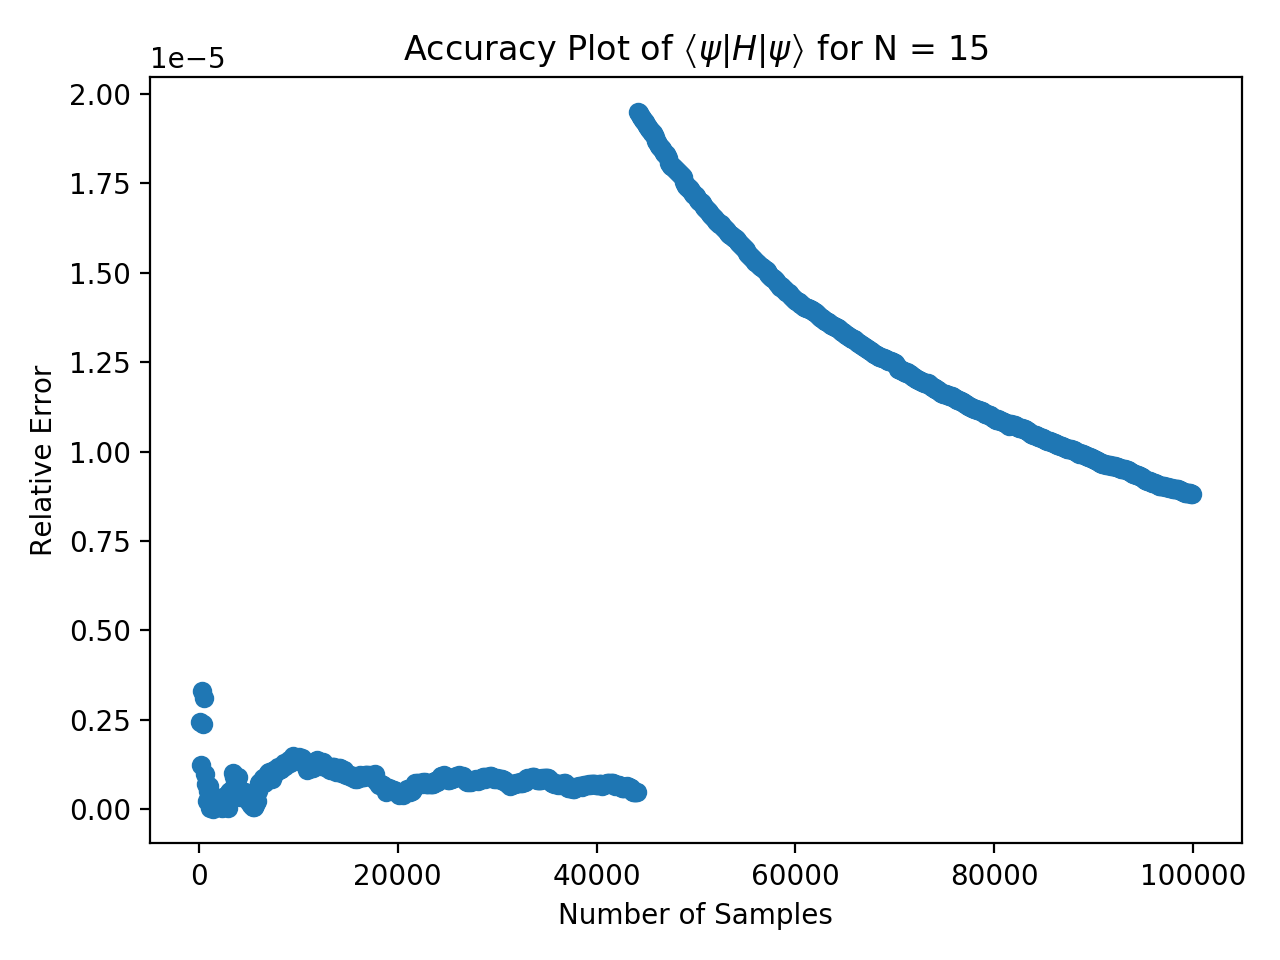 Accuracy Plot of ⟨ψ|H|ψ⟩ for N = 15
1e−5
2.00
1.75
1.50
1.25
1.00
0.75
0.50
0.25
0.00
Relative Error
0 20000 40000 60000 80000 100000
Number of Samples